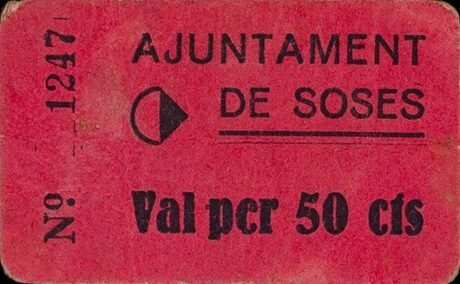 Nº 1247
AJUNTAMENT
DE SOSES
Val per 50 cts